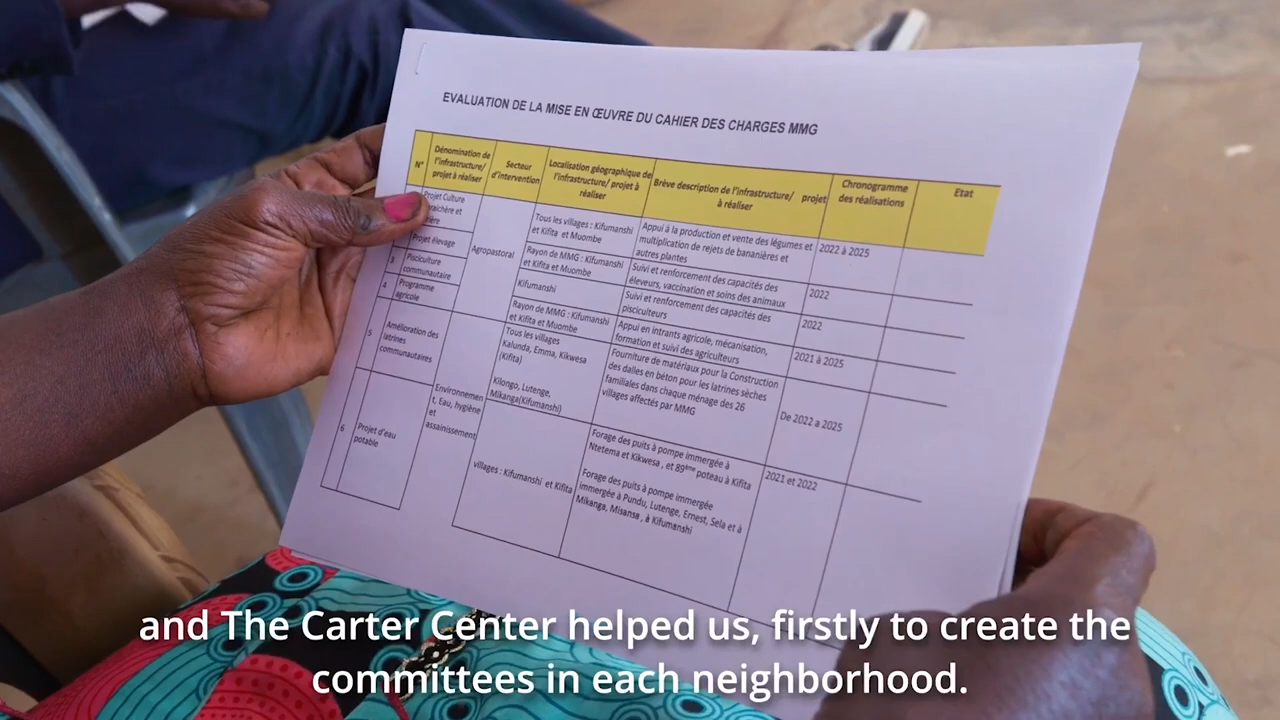 EVALUATION DE LA MISE EN ŒUVRE DU CAHIER DES CHARGES MMG
N°
Dénomination de
l'infrastructure/
projet à réaliser
Secteur
d'intervention
Localisation géographique de
l'infrastructure/ projet à
réaliser
Brève description de l'infrastructure/ projet
à réaliser
Chronogramme
des réalisations
Etat
Projet Culture
et
Agropastoral
Tous les villages : Kifumanshi
et Kifita et Muombe
Appui à la production et vente des légumes et
multiplication de rejets de bananières et
autres plantes
2022 à 2025
Projet élevage
Rayon de MMG : Kifumanshi
et Kifita et Muombe
Suivi et renforcement des capacités des
éleveurs, vaccination et soins des animaux
2022
3
Pisciculture
communautaire
Kifumanshi
Suivi et renforcement des capacités des
pisciculteurs
2022
4
Programme
agricole
Rayon de MMG : Kifumanshi
et Kifita et Muombe
Appui en intrants agricole, mécanisation,
formation et suivi des agriculteurs
2021 à 2025
5
Amélioration des
latrines
communautaires
Environnemen
t, Eau, hygiène
et
assainissement
Tous les villages
Kalunda, Emma, Kikwesa
(Kifita)
Kilongo, Lutenge,
Mikanga(Kifumanshi)
Fourniture de matériaux pour la Construction
des dalles en béton pour les latrines sèches
familiales dans chaque ménage des 26
villages affectés par MMG
De 2022 a 2025
6
Projet d'eau
potable
villages : Kifumanshi et Kifita
Forage des puits à pompe immergée à
Ntetema et Kikwesa , et 89ème poteau à Kifita
Forage des puits à pompe immergée
immergée à Pundu, Lutenge, Ernest, Sela et à
Mikanga, Misansa , à Kifumanshi
2021 et 2022
and The Carter Center helped us, firstly to create the
committees in each neighborhood.